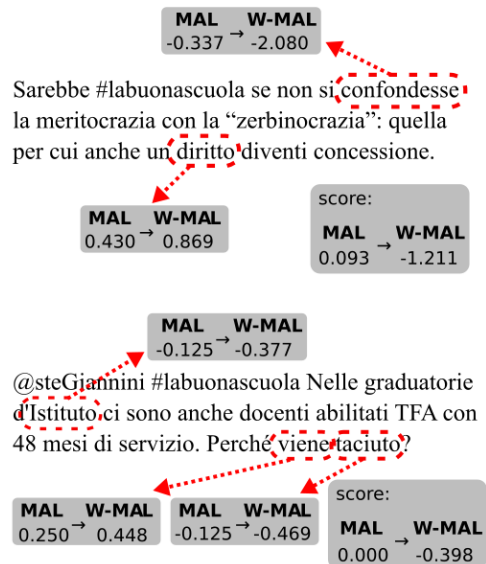 MAL W-MAL
-0.337 → -2.080
Sarebbe #labuonascuola se non si confondesse
la meritocrazia con la “zerbinocrazia”: quella
per cui anche un diritto diventi concessione.
MAL W-MAL
0.430 → 0.869
score:
MAL → W-MAL
0.093 -1.211
MAL W-MAL
-0.125 → -0.377
@steGiannini #labuonascuola Nelle graduatorie
d'Istituto ci sono anche docenti abilitati TFA con
48 mesi di servizio. Perché viene taciuto?
MAL W-MAL
0.250 → 0.448
MAL W-MAL
-0.125 → -0.469
score:
MAL → W-MAL
0.000 -0.398